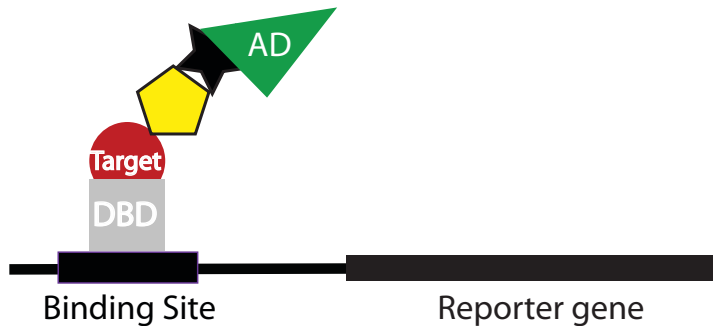 AD
Target
DBD
Binding Site
Reporter gene